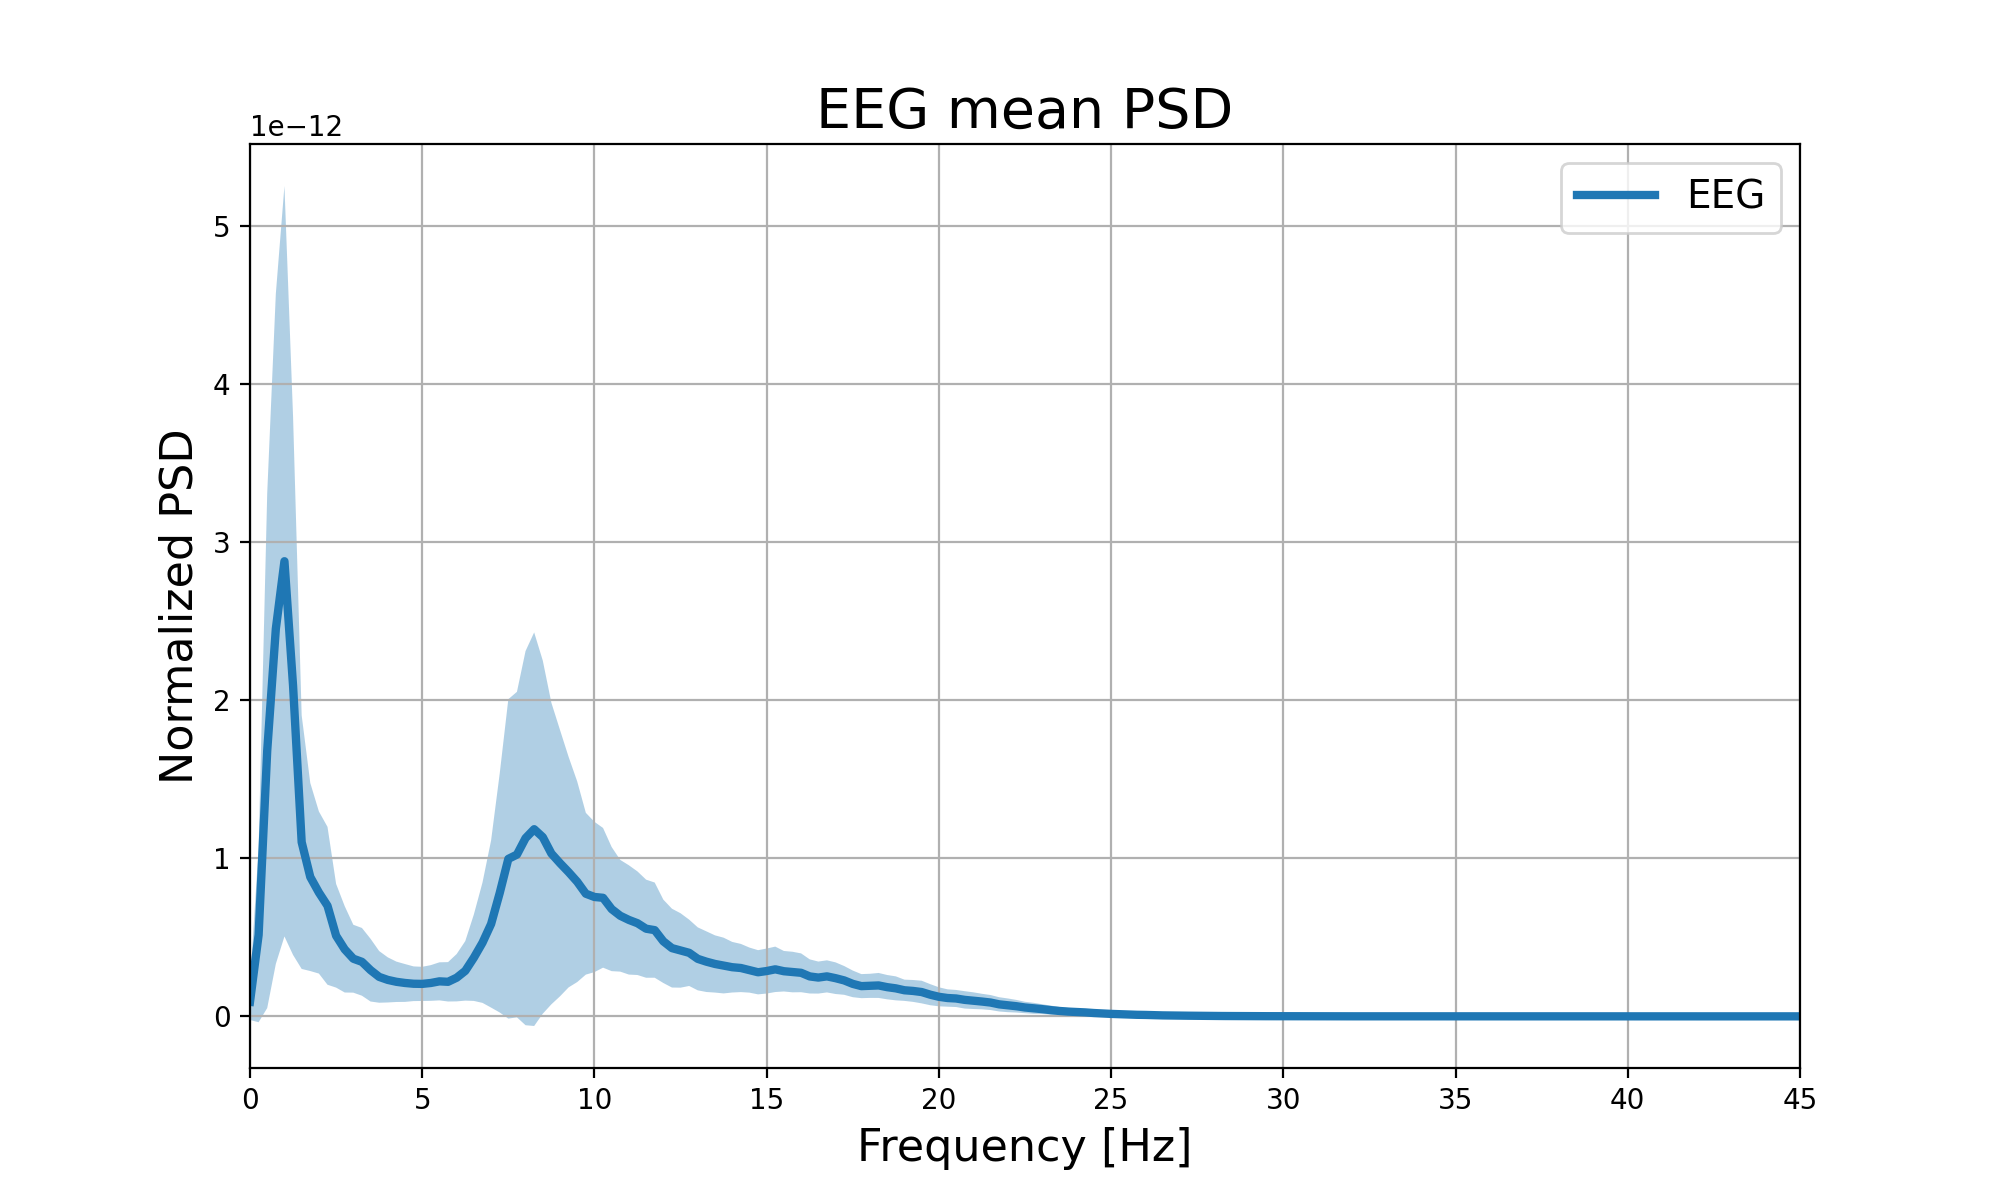 EEG mean PSD
1e−12
EEG
5
4
3
2
1
0
Normalized PSD
0 5 10 15 20 25 30 35 40 45
Frequency [Hz]